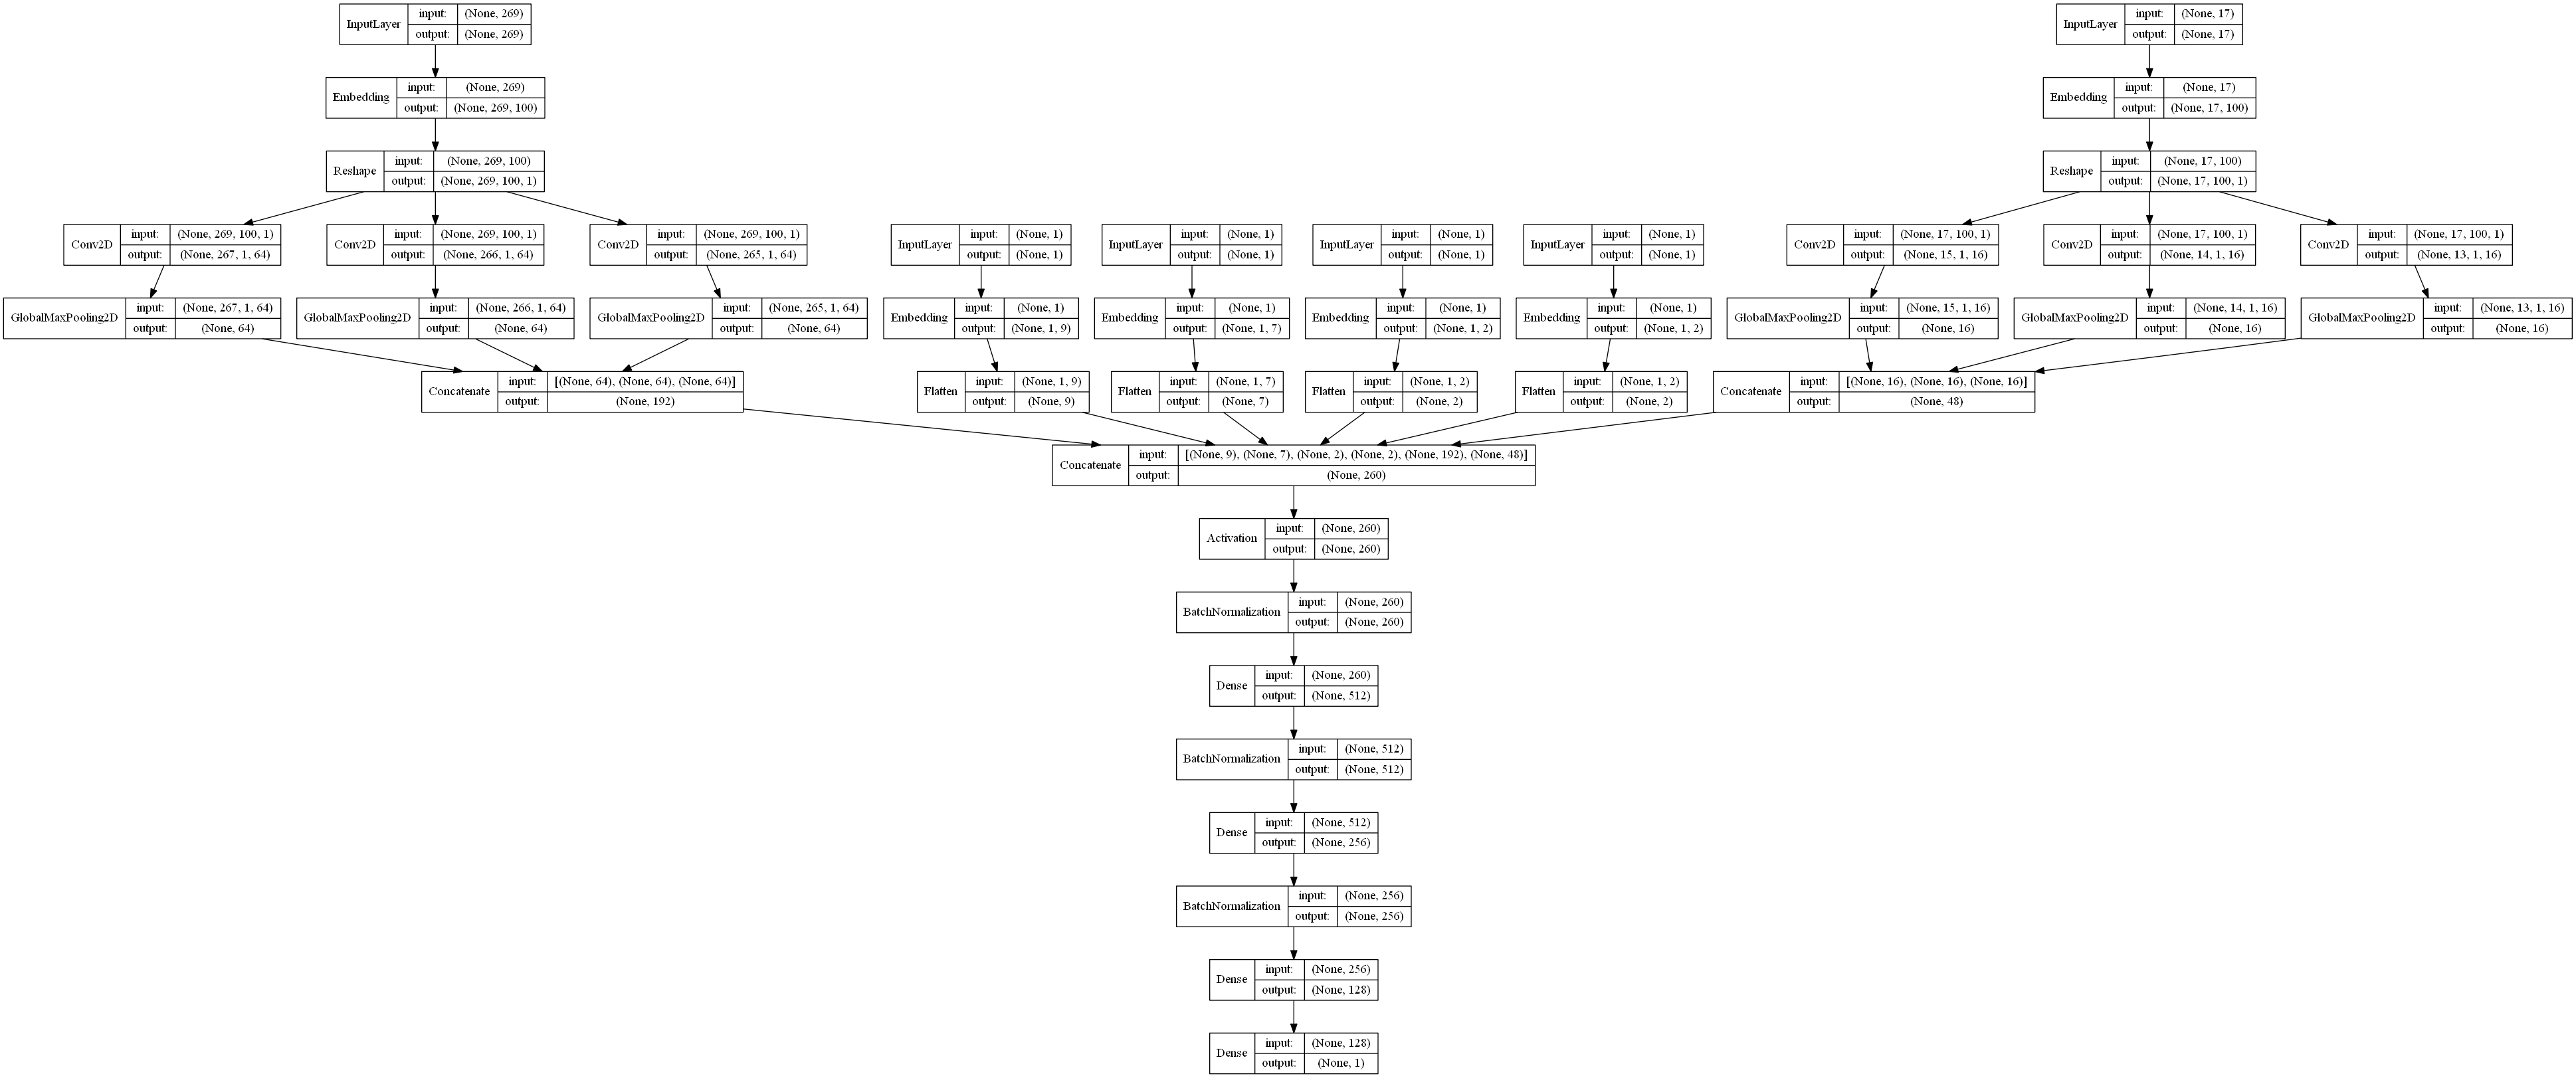 InputLayer input: (None, 269)
output: (None, 269)
InputLayer input: (None, 17)
output: (None, 17)
Embedding input: (None, 269)
output: (None, 269, 100)
Embedding input: (None, 17)
output: (None, 17, 100)
Reshape input: (None, 269, 100)
output: (None, 269, 100, 1)
Reshape input: (None, 17, 100)
output: (None, 17, 100, 1)
Conv2D input: (None, 269, 100, 1)
output: (None, 267, 1, 64)
Conv2D input: (None, 269, 100, 1)
output: (None, 266, 1, 64)
Conv2D input: (None, 269, 100, 1)
output: (None, 265, 1, 64)
InputLayer input: (None, 1)
output: (None, 1)
InputLayer input: (None, 1)
output: (None, 1)
InputLayer input: (None, 1)
output: (None, 1)
InputLayer input: (None, 1)
output: (None, 1)
Conv2D input: (None, 17, 100, 1)
output: (None, 15, 1, 16)
Conv2D input: (None, 17, 100, 1)
output: (None, 14, 1, 16)
Conv2D input: (None, 17, 100, 1)
output: (None, 13, 1, 16)
GlobalMaxPooling2D input: (None, 267, 1, 64)
output: (None, 64)
GlobalMaxPooling2D input: (None, 266, 1, 64)
output: (None, 64)
GlobalMaxPooling2D input: (None, 265, 1, 64)
output: (None, 64)
Embedding input: (None, 1)
output: (None, 1, 9)
Embedding input: (None, 1)
output: (None, 1, 7)
Embedding input: (None, 1)
output: (None, 1, 2)
Embedding input: (None, 1)
output: (None, 1, 2)
GlobalMaxPooling2D input: (None, 15, 1, 16)
output: (None, 16)
GlobalMaxPooling2D input: (None, 14, 1, 16)
output: (None, 16)
GlobalMaxPooling2D input: (None, 13, 1, 16)
output: (None, 16)
Concatenate input: [(None, 64), (None, 64), (None, 64)]
output: (None, 192)
Flatten input: (None, 1, 9)
output: (None, 9)
Flatten input: (None, 1, 7)
output: (None, 7)
Flatten input: (None, 1, 2)
output: (None, 2)
Flatten input: (None, 1, 2)
output: (None, 2)
Concatenate input: [(None, 16), (None, 16), (None, 16)]
output: (None, 48)
Concatenate input: [(None, 9), (None, 7), (None, 2), (None, 2), (None, 192), (None, 48)]
output: (None, 260)
Activation input: (None, 260)
output: (None, 260)
BatchNormalization input: (None, 260)
output: (None, 260)
Dense input: (None, 260)
output: (None, 512)
BatchNormalization input: (None, 512)
output: (None, 512)
Dense input: (None, 512)
output: (None, 256)
BatchNormalization input: (None, 256)
output: (None, 256)
Dense input: (None, 256)
output: (None, 128)
Dense input: (None, 128)
output: (None, 1)